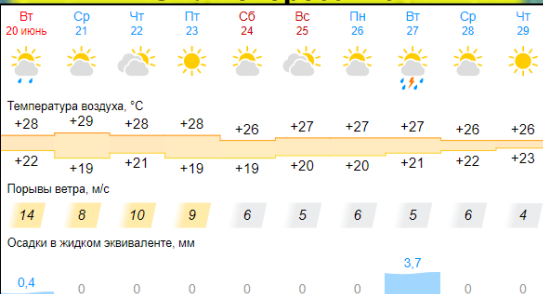 Вт Ср Чт Пт Сб Вс Пн Вт Ср Чт
20 июнь 21 22 23 24 25 26 27 28 29
Температура воздуха, °C
+28 +29 +28 +28 +26 +27 +27 +27 +26 +26
+22 +19 +21 +19 +19 +20 +20 +21 +22 +23
Порывы ветра, м/с
14 8 10 9 6 5 6 5 6 4
Осадки в жидком эквиваленте, мм
0,4 0 0 0 0 0 0 3,7 0 0